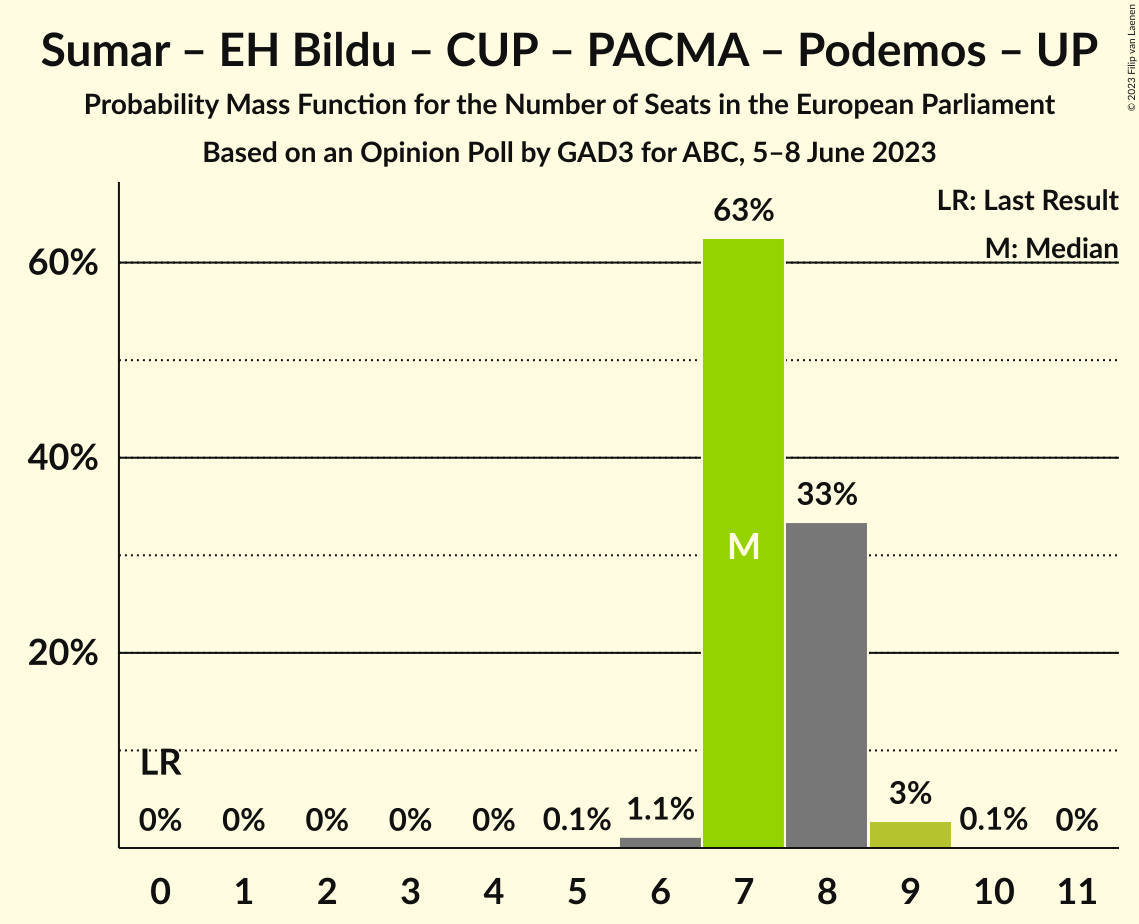 Sumar – EH Bildu – CUP – PACMA – Podemos – UP
Probability Mass Function for the Number of Seats in the European Parliament
Based on an Opinion Poll by GAD3 for ABC, 5–8 June 2023
© 2023 Filip van Laenen
LR: Last Result
M: Median
63%
60%
40%
33%
M
20%
LR
0% 0% 0% 0% 0% 0.1% 1.1% 3% 0.1% 0%
0 1 2 3 4 5 6 7 8 9 10 11